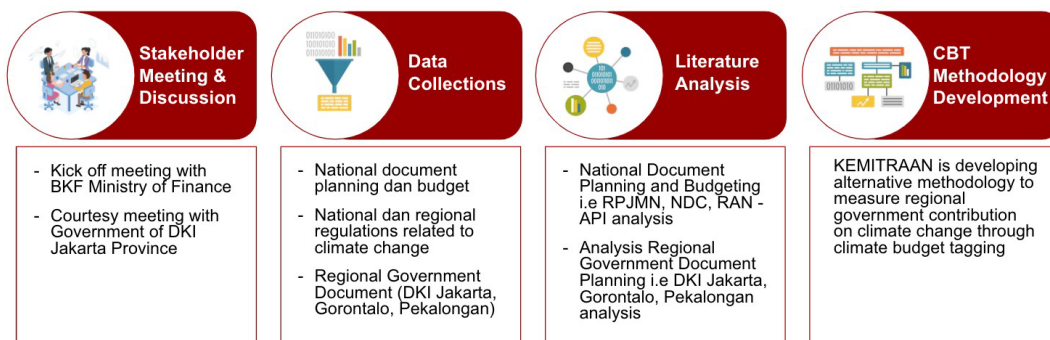 Stakeholder
Meeting &
Discussion
- Kick off meeting with
BKF Ministry of Finance
- Courtesy meeting with
Government of DKI
Jakarta Province
Data
Collections
- National document
planning dan budget
- National dan regional
regulations related to
climate change
- Regional Government
Document (DKI Jakarta,
Gorontalo, Pekalongan)
Literature
Analysis
- National Document
Planning and Budgeting
i.e RPJMN, NDC, RAN -
API analysis
- Analysis Regional
Government Document
Planning i.e DKI Jakarta,
Gorontalo, Pekalongan
analysis
CBT
Methodology
Development
KEMITRAAN is developing
alternative methodology to
measure regional
government contribution
on climate change through
climate budget tagging